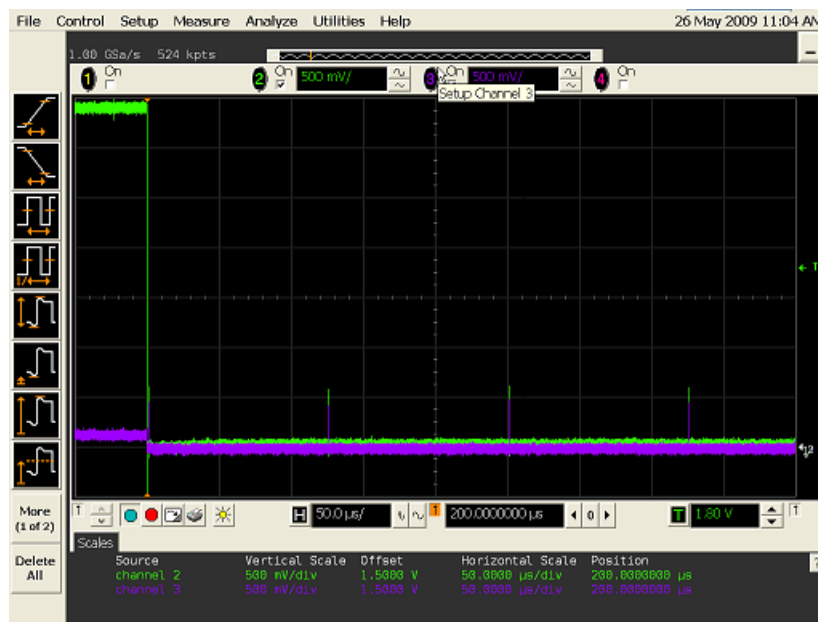 File Control Setup Measure Analyze Utilities Help 26 May 2009 11:04 AM
1.00 GSa/s 524 kpts
1 On 2 On 500 mV/ 3 On 500 mV/ 4 On
Setup Channel 3
T
2
More
(1 of 2)
Delete
All
1 H 50.0 µs/ 200.0000000 µs 0 T 1.80 V 1
Scales
Source Vertical Scale Offset Horizontal Scale Position
channel 2 500 mV/div 1.5000 V 50.0000 µs/div 200.0000000 µs
channel 3 500 mV/div 1.5000 V 50.0000 µs/div 200.0000000 µs